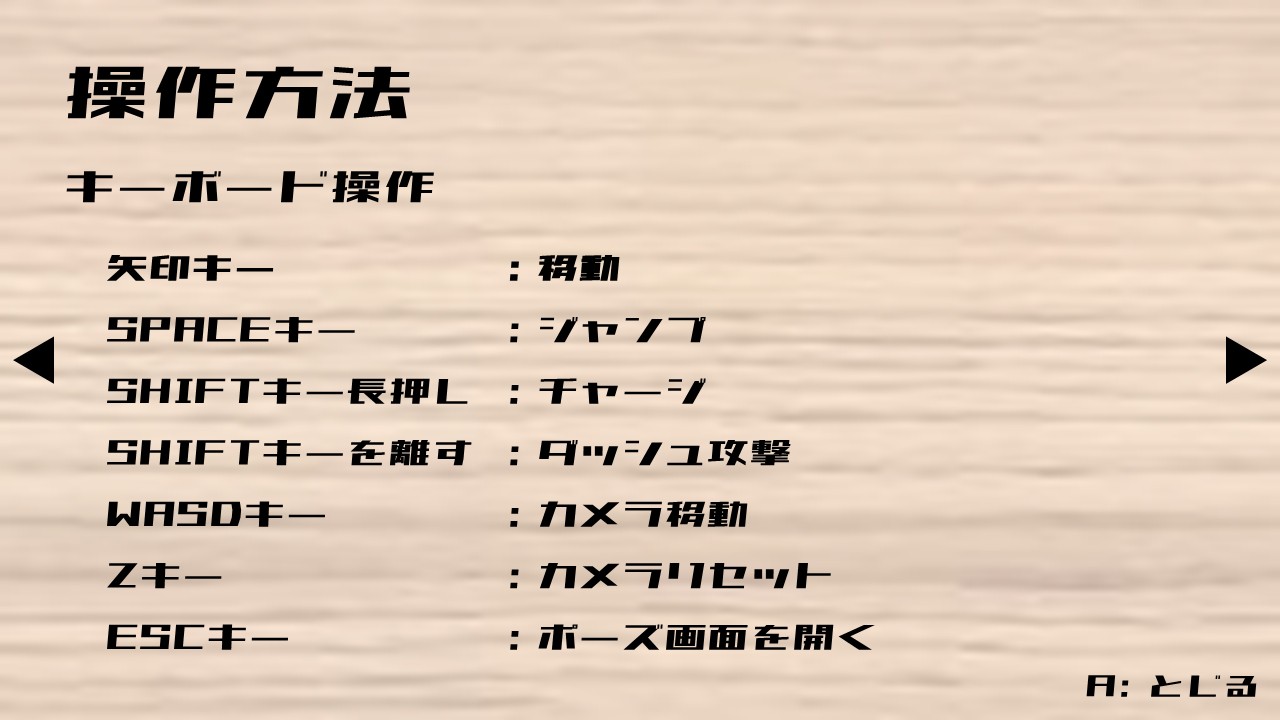 操作方法
キーボード操作
矢印キー : 移動
SPACEキー : ジャンプ
SHIFTキー長押し : チャージ
SHIFTキーを離す : ダッシュ攻撃
WASDキー : カメラ移動
Zキー : カメラリセット
ESCキー : ポーズ画面を開く
A: とじる